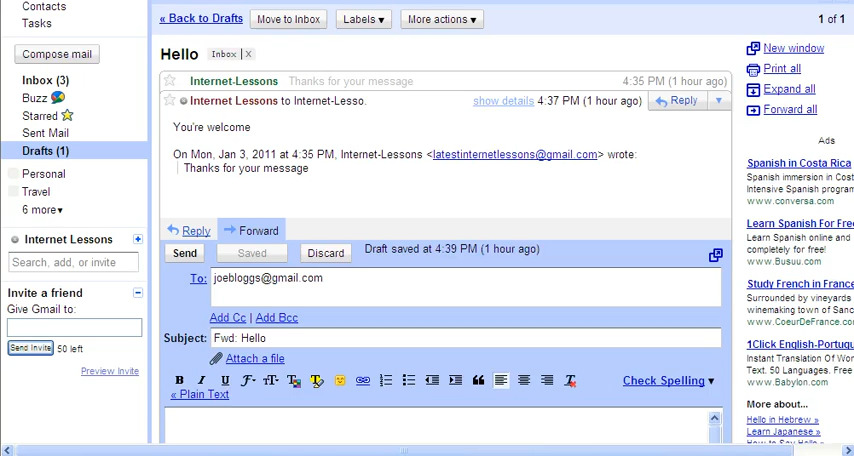 Contacts
Tasks
Compose mail
Inbox (3)
Buzz
Starred
Sent Mail
Drafts (1)
Personal
Travel
6 more▾
Internet Lessons
Search, add, or invite
Invite a friend
Give Gmail to:
Send Invite 50 left
Preview Invite
« Back to Drafts Move to Inbox Labels ▾ More actions ▾ 1 of 1
Hello Inbox | X
Internet-Lessons Thanks for your message 4:35 PM (1 hour ago)
Internet Lessons to Internet-Lesso. show details 4:37 PM (1 hour ago) Reply ▾
You're welcome
On Mon, Jan 3, 2011 at 4:35 PM, Internet-Lessons <latestinternetlessons@gmail.com> wrote:
Thanks for your message
Reply Forward
Send Saved Discard Draft saved at 4:39 PM (1 hour ago)
To: joebloggs@gmail.com
Add Cc | Add Bcc
Subject: Fwd: Hello
Attach a file
B I U Check Spelling ▾
« Plain Text
New window
Print all
Expand all
Forward all
Ads
Spanish in Costa Rica
Spanish immersion in Cost
Intensive Spanish program
www.conversa.com
Learn Spanish For Free
Learn Spanish online and
completely for free!
www.Busuu.com
Study French in France
Surrounded by vineyards
winemaking town of Sanc
www.CoeurDeFrance.co
1Click English-Portugu
Instant Translation Of Wor
Text. 50 Languages. Free
www.Babylon.com
More about...
Hello in Hebrew »
Learn Japanese »